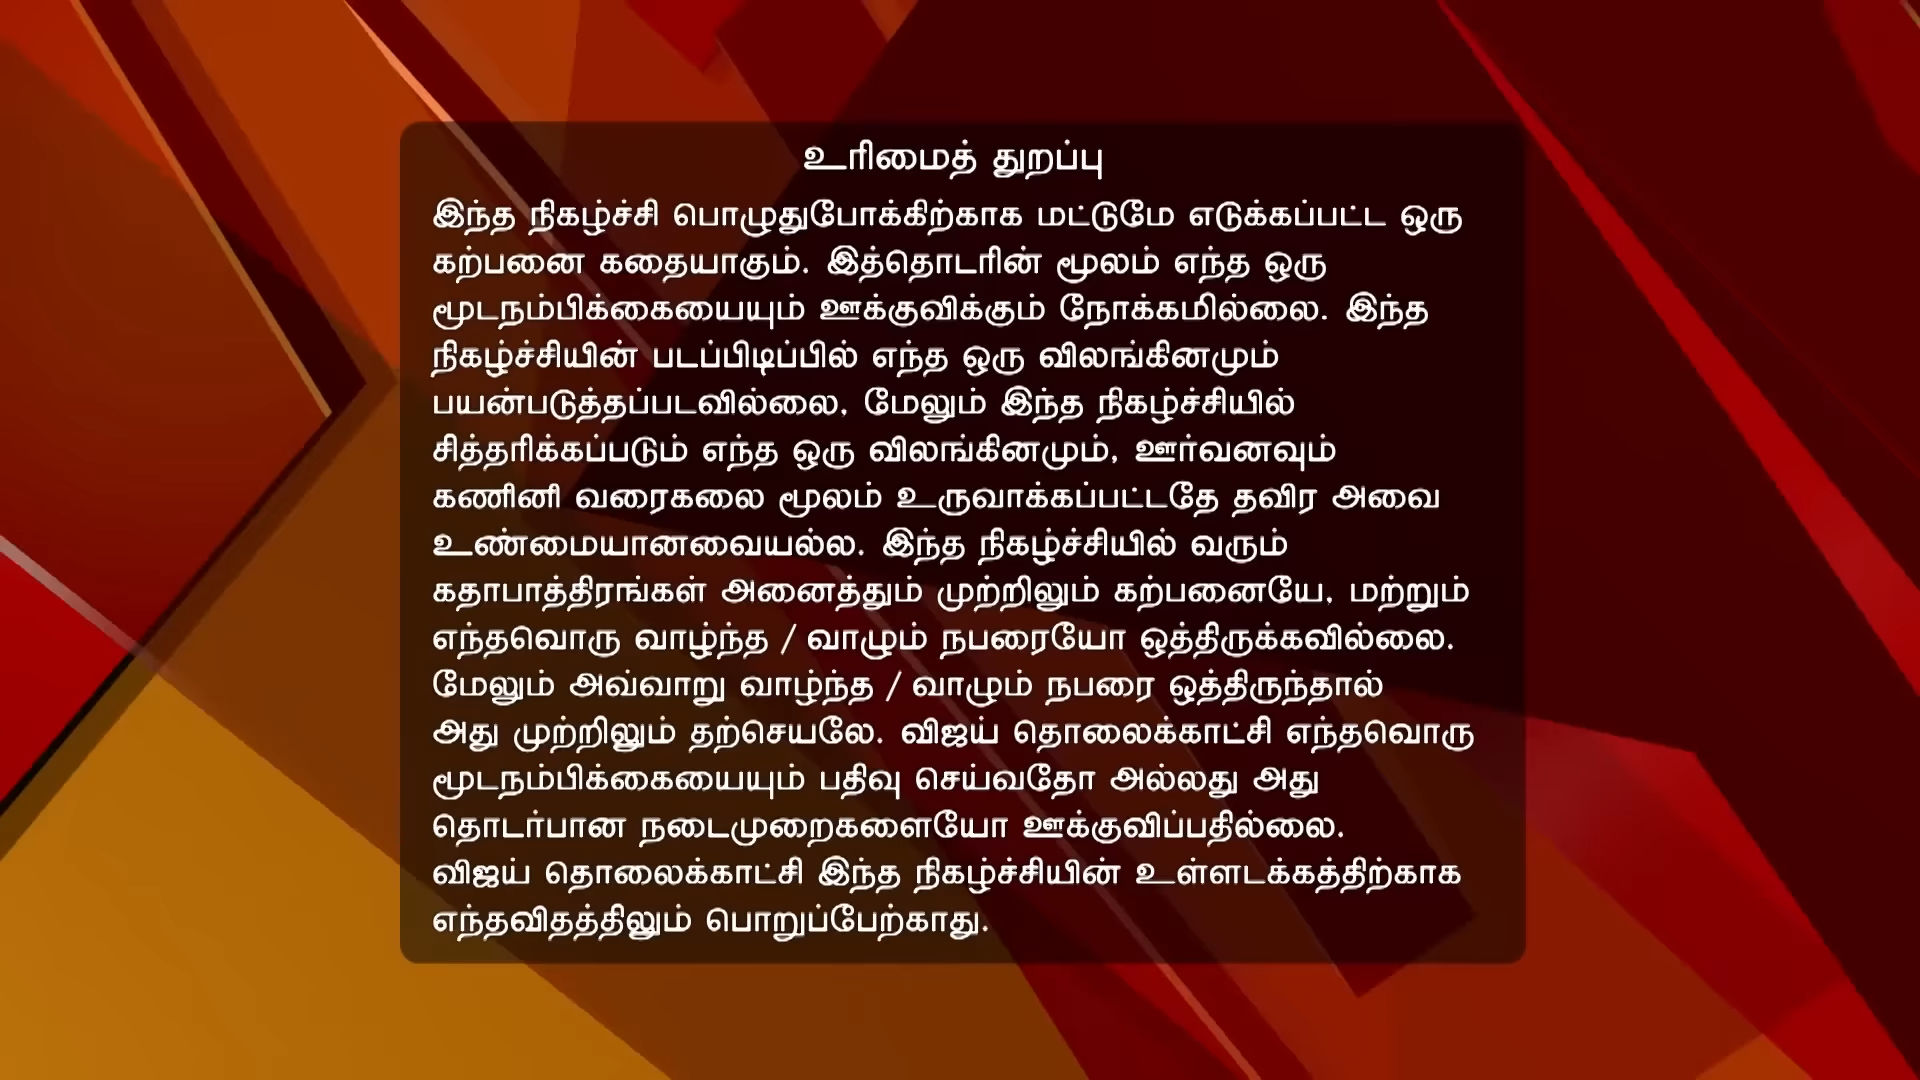 உரிமைத் துறப்பு
இந்த நிகழ்ச்சி பொழுதுபோக்கிற்காக மட்டுமே எடுக்கப்பட்ட ஒரு
கற்பனை கதையாகும். இத்தொடரின் மூலம் எந்த ஒரு
மூடநம்பிக்கையையும் ஊக்குவிக்கும் நோக்கமில்லை. இந்த
நிகழ்ச்சியின் படப்பிடிப்பில் எந்த ஒரு விலங்கினமும்
பயன்படுத்தப்படவில்லை, மேலும் இந்த நிகழ்ச்சியில்
சித்தரிக்கப்படும் எந்த ஒரு விலங்கினமும், ஊர்வனவும்
கணினி வரைகலை மூலம் உருவாக்கப்பட்டதே தவிர அவை
உண்மையானவையல்ல. இந்த நிகழ்ச்சியில் வரும்
கதாபாத்திரங்கள் அனைத்தும் முற்றிலும் கற்பனையே, மற்றும்
எந்தவொரு வாழ்ந்த / வாழும் நபரையோ ஒத்திருக்கவில்லை.
மேலும் அவ்வாறு வாழ்ந்த / வாழும் நபரை ஒத்திருந்தால்
அது முற்றிலும் தற்செயலே. விஜய் தொலைக்காட்சி எந்தவொரு
மூடநம்பிக்கையையும் பதிவு செய்வதோ அல்லது அது
தொடர்பான நடைமுறைகளையோ ஊக்குவிப்பதில்லை.
விஜய் தொலைக்காட்சி இந்த நிகழ்ச்சியின் உள்ளடக்கத்திற்காக
எந்தவிதத்திலும் பொறுப்பேற்காது.